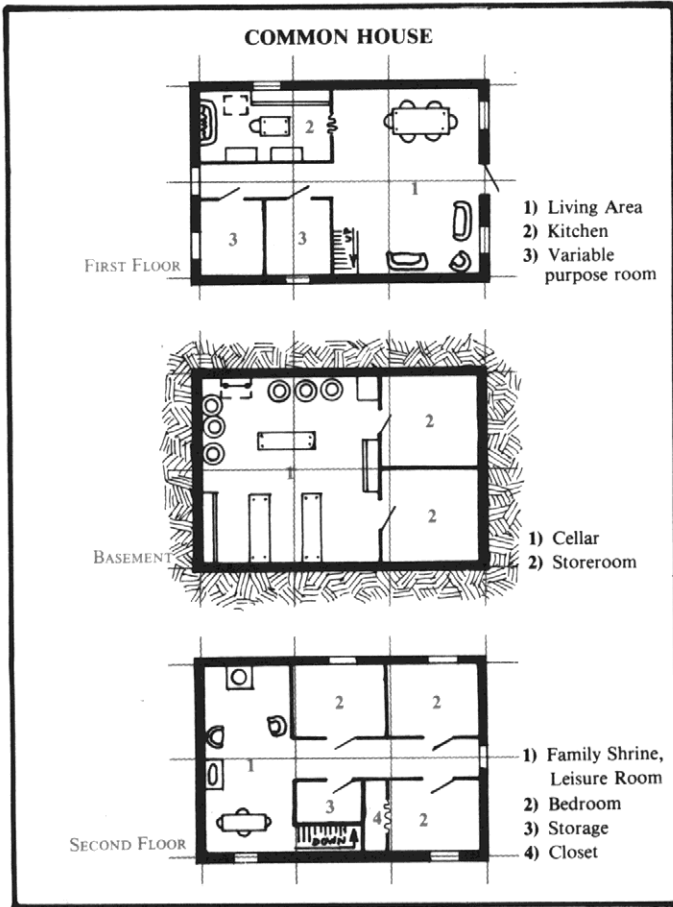 COMMON HOUSE
2
1
3
3
UP
FIRST FLOOR
1) Living Area
2) Kitchen
3) Variable
purpose room
2
1
2
BASEMENT
1) Cellar
2) Storeroom
2
2
1
3
4
2
DOWN
SECOND FLOOR
1) Family Shrine,
Leisure Room
2) Bedroom
3) Storage
4) Closet